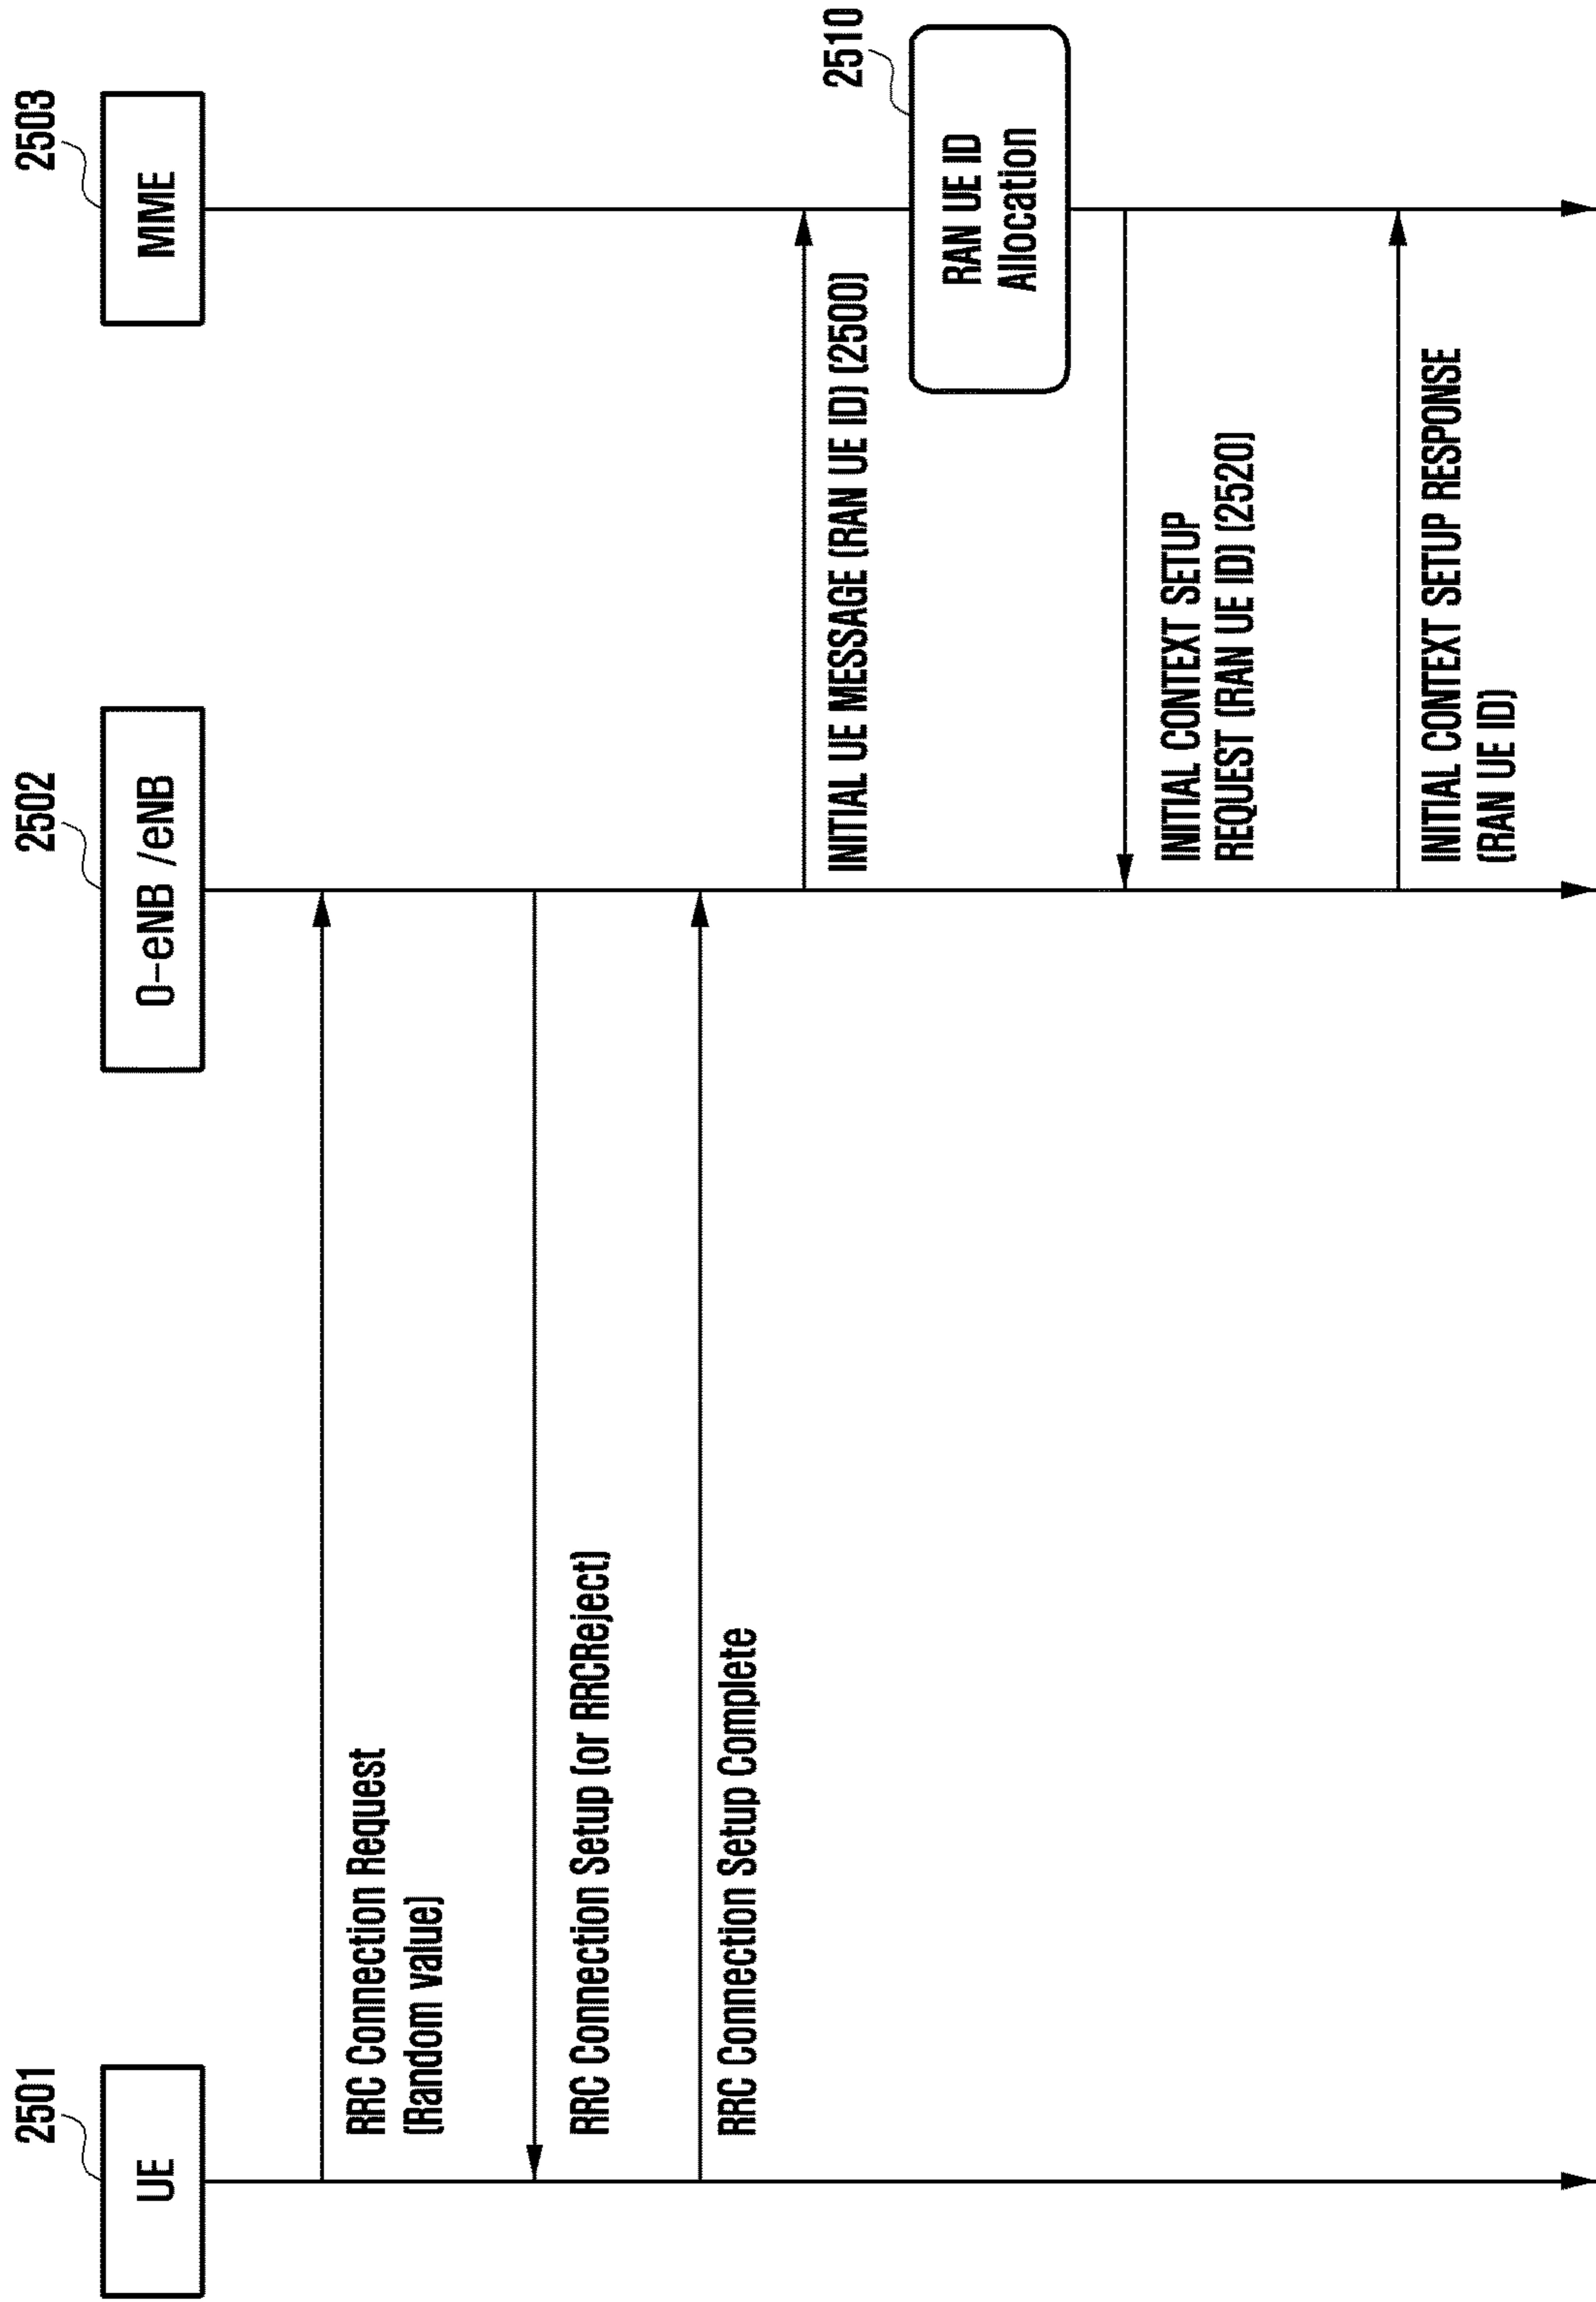 2501
UE
2502
O-eNB /eNB
2503
MME
RRC Connection Request
(Random value)
RRC Connection Setup (or RRCReject)
RRC Connection Setup Complete
INITIAL UE MESSAGE (RAN UE ID) (2500)
2510
RAN UE ID
Allocation
INITIAL CONTEXT SETUP
REQUEST (RAN UE ID) (2520)
INITIAL CONTEXT SETUP RESPONSE
(RAN UE ID)